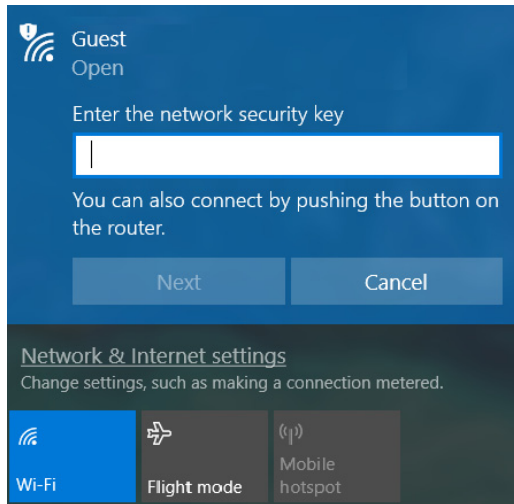 Guest
Open
Enter the network security key
You can also connect by pushing the button on
the router.
Next
Cancel
Network & Internet settings
Change settings, such as making a connection metered.
Wi-Fi
Flight mode
Mobile
hotspot